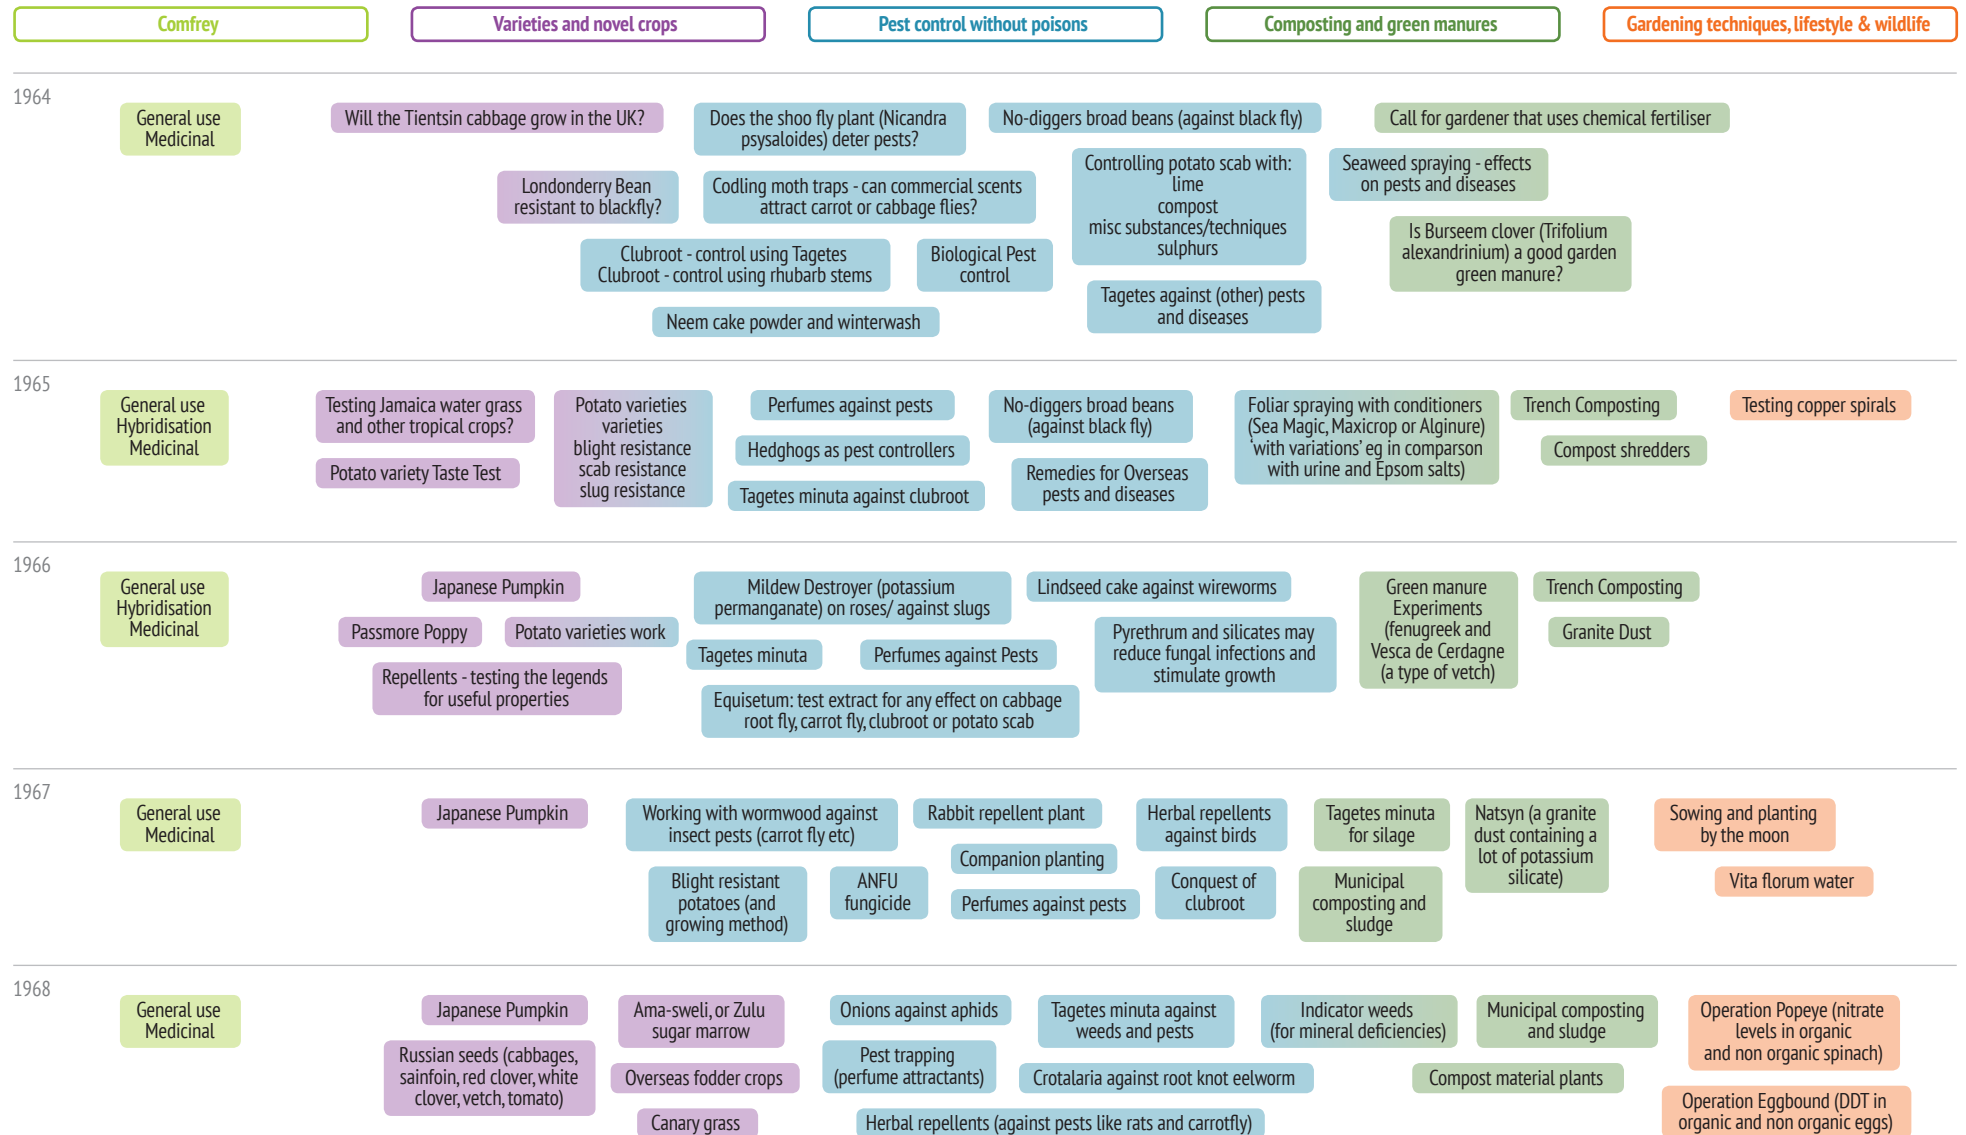 Comfrey
Varieties and novel crops
Pest control without poisons
Composting and green manures
Gardening techniques, lifestyle & wildlife
1964
General use
Medicinal
Will the Tientsin cabbage grow in the UK?
Londonderry Bean
resistant to blackfly?
Does the shoo fly plant (Nicandra
psysaloides) deter pests?
Codling moth traps - can commercial scents
attract carrot or cabbage flies?
Clubroot - control using Tagetes
Clubroot - control using rhubarb stems
Biological Pest
control
Neem cake powder and winterwash
No-diggers broad beans (against black fly)
Controlling potato scab with:
lime
compost
misc substances/techniques
sulphurs
Tagetes against (other) pests
and diseases
Call for gardener that uses chemical fertiliser
Seaweed spraying - effects
on pests and diseases
Is Burseem clover (Trifolium
alexandrinium) a good garden
green manure?
1965
General use
Hybridisation
Medicinal
Testing Jamaica water grass
and other tropical crops?
Potato variety Taste Test
Potato varieties
varieties
blight resistance
scab resistance
slug resistance
Perfumes against pests
Hedghogs as pest controllers
Tagetes minuta against clubroot
No-diggers broad beans
(against black fly)
Remedies for Overseas
pests and diseases
Foliar spraying with conditioners
(Sea Magic, Maxicrop or Alginure)
‘with variations’ eg in comparson
with urine and Epsom salts)
Trench Composting
Compost shredders
Testing copper spirals
1966
General use
Hybridisation
Medicinal
Japanese Pumpkin
Passmore Poppy
Potato varieties work
Repellents - testing the legends
for useful properties
Mildew Destroyer (potassium
permanganate) on roses/ against slugs
Tagetes minuta
Perfumes against Pests
Equisetum: test extract for any effect on cabbage
root fly, carrot fly, clubroot or potato scab
Lindseed cake against wireworms
Pyrethrum and silicates may
reduce fungal infections and
stimulate growth
Green manure
Experiments
(fenugreek and
Vesca de Cerdagne
(a type of vetch)
Trench Composting
Granite Dust
1967
General use
Medicinal
Japanese Pumpkin
Working with wormwood against
insect pests (carrot fly etc)
Blight resistant
potatoes (and
growing method)
ANFU
fungicide
Rabbit repellent plant
Companion planting
Perfumes against pests
Herbal repellents
against birds
Conquest of
clubroot
Tagetes minuta
for silage
Municipal
composting and
sludge
Natsyn (a granite
dust containing a
lot of potassium
silicate)
Sowing and planting
by the moon
Vita florum water
1968
General use
Medicinal
Japanese Pumpkin
Russian seeds (cabbages,
sainfoin, red clover, white
clover, vetch, tomato)
Ama-sweli, or Zulu
sugar marrow
Overseas fodder crops
Canary grass
Onions against aphids
Pest trapping
(perfume attractants)
Herbal repellents (against pests like rats and carrotfly)
Tagetes minuta against
weeds and pests
Crotalaria against root knot eelworm
Indicator weeds
(for mineral deficiencies)
Municipal composting
and sludge
Compost material plants
Operation Popeye (nitrate
levels in organic
and non organic spinach)
Operation Eggbound (DDT in
organic and non organic eggs)